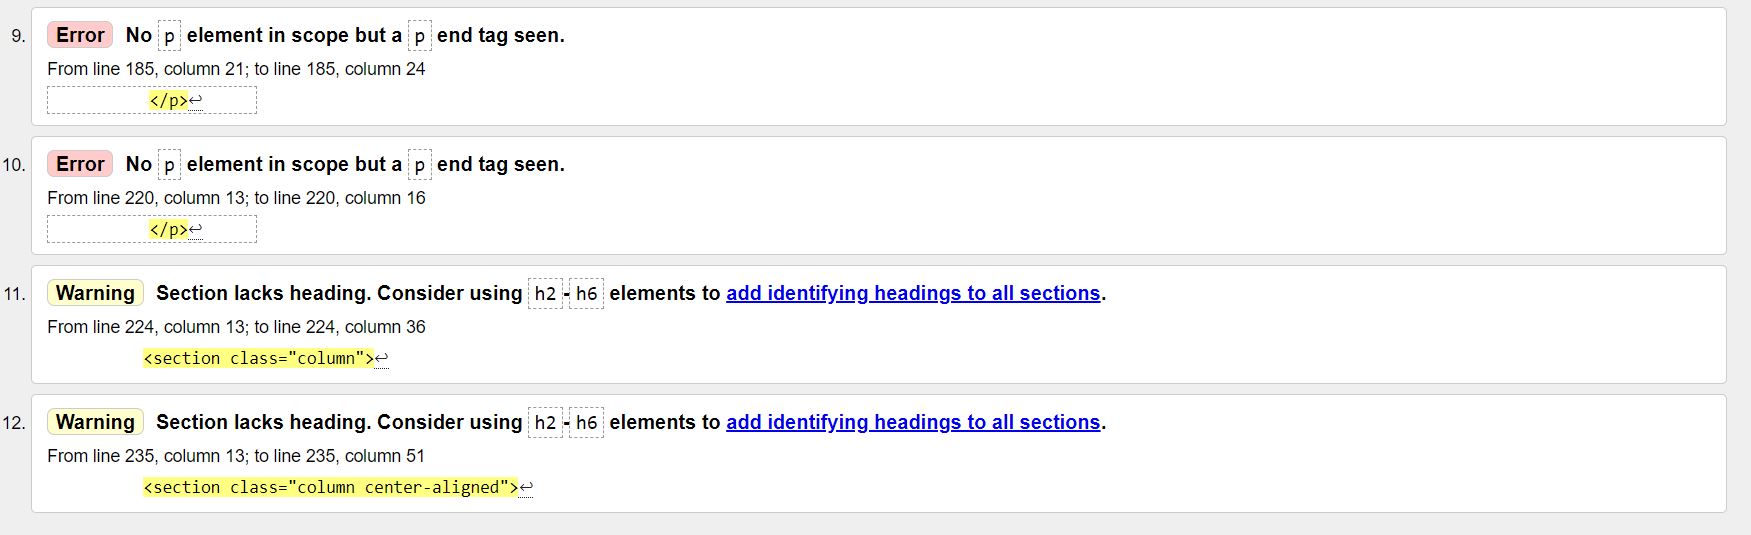 9. Error No p element in scope but a p end tag seen.
From line 185, column 21; to line 185, column 24
</p>↩
10. Error No p element in scope but a p end tag seen.
From line 220, column 13; to line 220, column 16
</p>↩
11. Warning Section lacks heading. Consider using h2-h6 elements to add identifying headings to all sections.
From line 224, column 13; to line 224, column 36
<section class="column">↩
12. Warning Section lacks heading. Consider using h2-h6 elements to add identifying headings to all sections.
From line 235, column 13; to line 235, column 51
<section class="column center-aligned">↩